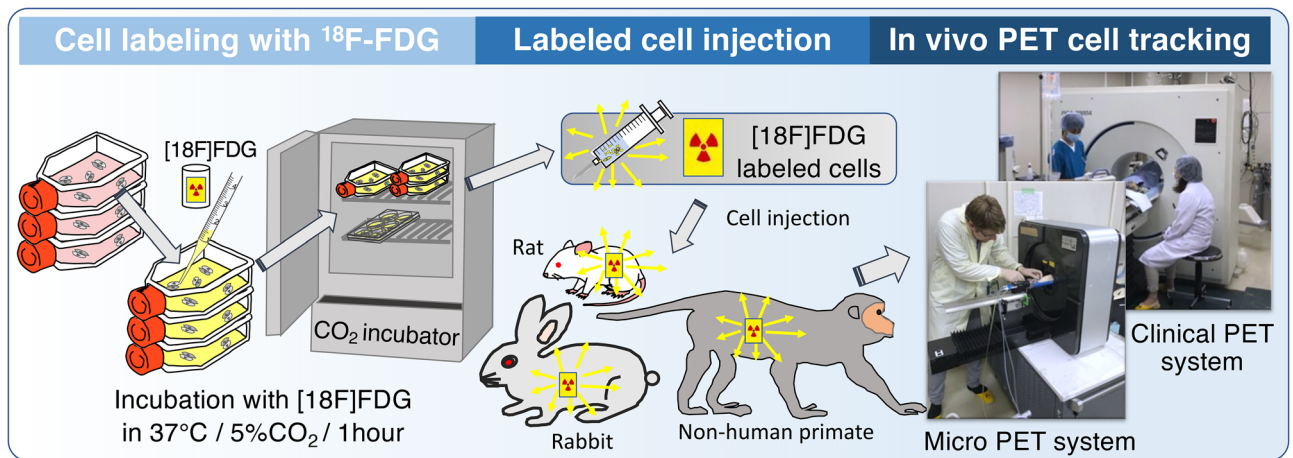 Cell labeling with ¹⁸F-FDG
Labeled cell injection
In vivo PET cell tracking
[18F]FDG
CO₂ incubator
Incubation with [18F]FDG
in 37°C / 5%CO₂ / 1hour
[18F]FDG
labeled cells
Cell injection
Rat
Rabbit
Non-human primate
Clinical PET
system
Micro PET system